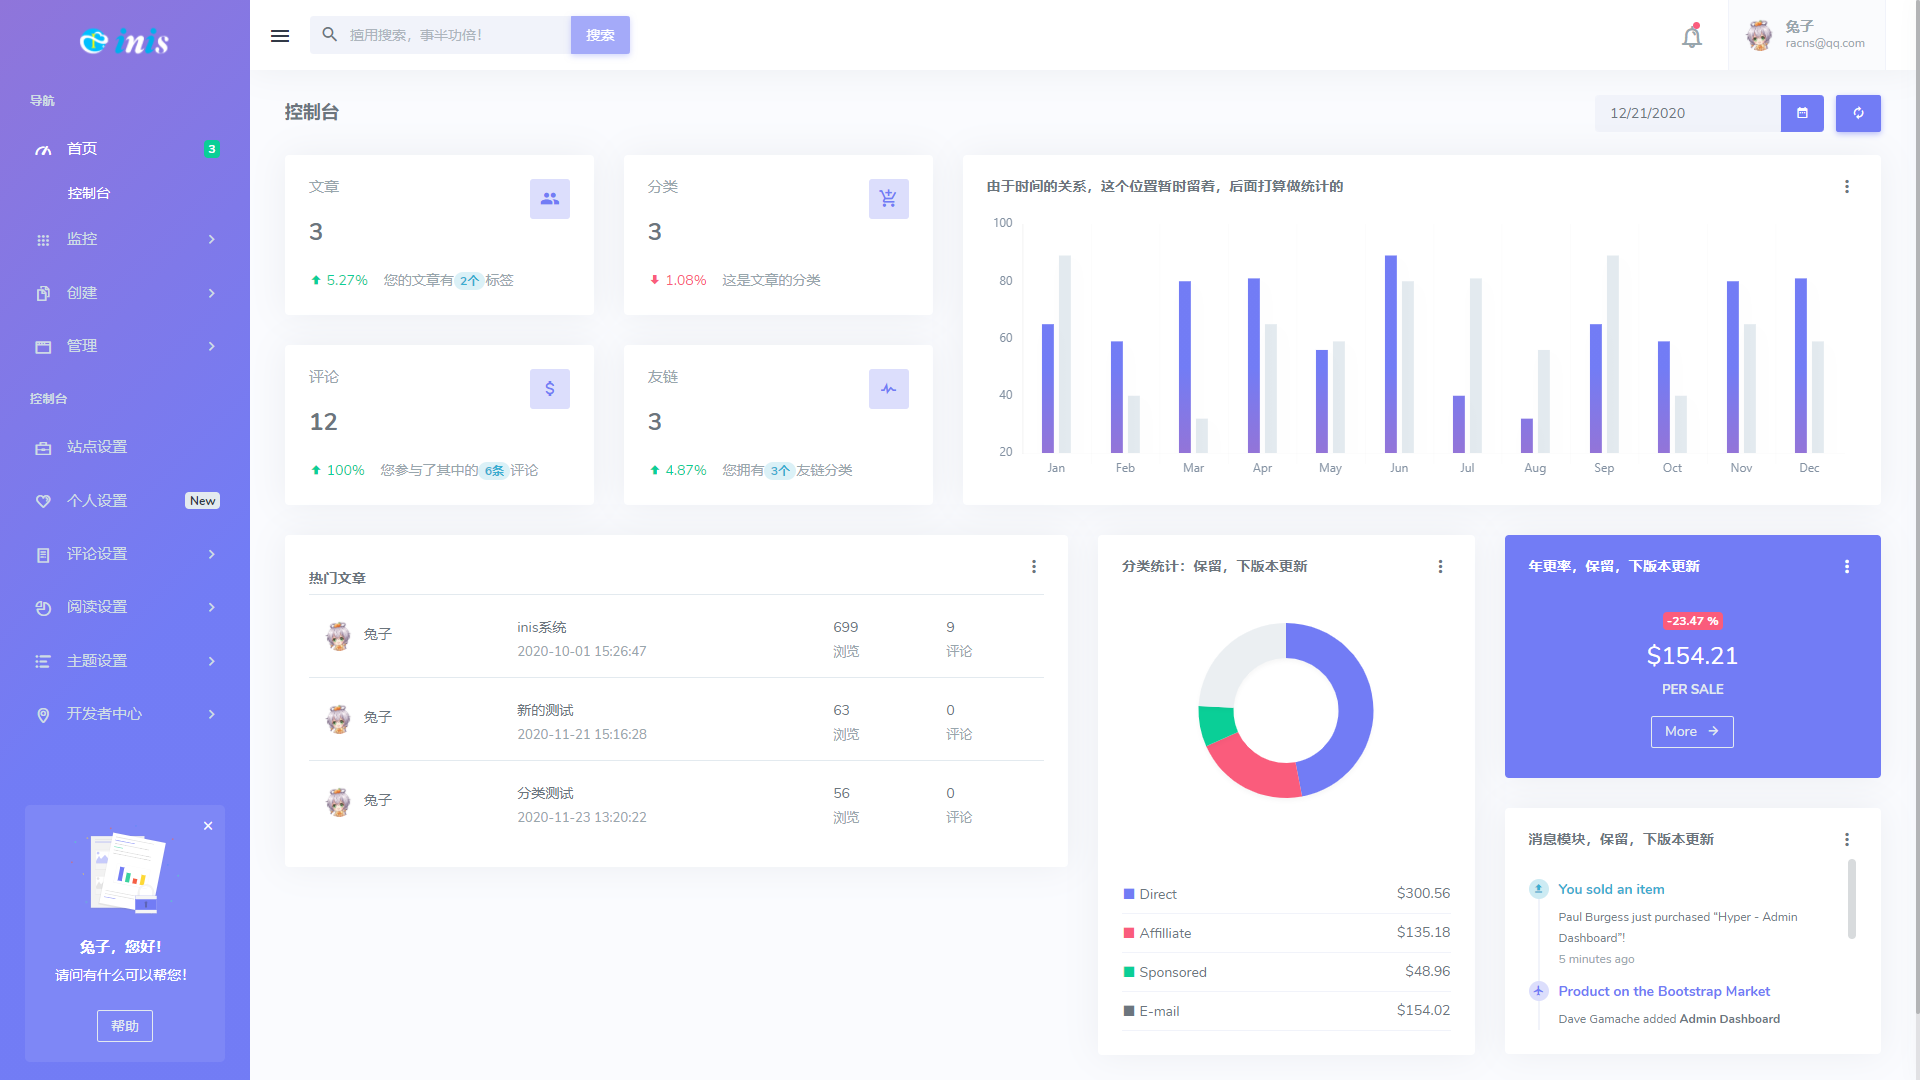 inis
导航
首页
3
控制台
监控
创建
管理
控制台
站点设置
个人设置
New
评论设置
阅读设置
主题设置
开发者中心
兔子，您好！
请问有什么可以帮您！
帮助
擅用搜索，事半功倍！
搜索
兔子
racns@qq.com
控制台
12/21/2020
文章
3
5.27% 您的文章有 2个 标签
分类
3
1.08% 这是文章的分类
评论
12
100% 您参与了其中的 6条 评论
友链
3
4.87% 您拥有 3个 友链分类
由于时间的关系，这个位置暂时留着，后面打算做统计的
100
80
60
40
20
Jan Feb Mar Apr May Jun Jul Aug Sep Oct Nov Dec
热门文章
兔子 inis系统 699 9
2020-10-01 15:26:47 浏览 评论
兔子 新的测试 63 0
2020-11-21 15:16:28 浏览 评论
兔子 分类测试 56 0
2020-11-23 13:20:22 浏览 评论
分类统计：保留，下版本更新
Direct $300.56
Affilliate $135.18
Sponsored $48.96
E-mail $154.02
年更率，保留，下版本更新
-23.47 %
$154.21
PER SALE
More
消息模块，保留，下版本更新
You sold an item
Paul Burgess just purchased “Hyper - Admin
Dashboard”!
5 minutes ago
Product on the Bootstrap Market
Dave Gamache added Admin Dashboard